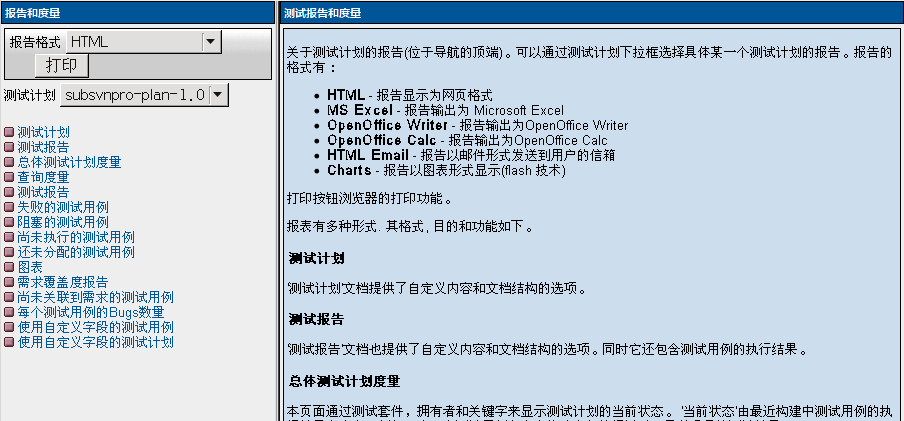 报告和度量
报告格式 HTML
打印
测试计划 subsvnpro-plan-1.0
测试计划
测试报告
总体测试计划度量
查询度量
测试报告
失败的测试用例
阻塞的测试用例
尚未执行的测试用例
还未分配的测试用例
图表
需求覆盖度报告
尚未关联到需求的测试用例
每个测试用例的Bugs数量
使用自定义字段的测试用例
使用自定义字段的测试计划
测试报告和度量
关于测试计划的报告(位于导航的顶端)。可以通过测试计划下拉框选择具体某一个测试计划的报告。报告的
格式有：
HTML - 报告显示为网页格式
MS Excel - 报告输出为 Microsoft Excel
OpenOffice Writer - 报告输出为OpenOffice Writer
OpenOffice Calc - 报告输出为OpenOffice Calc
HTML Email - 报告以邮件形式发送到用户的信箱
Charts - 报告以图表形式显示(flash 技术)
打印按钮浏览器的打印功能。
报表有多种形式. 其格式, 目的和功能如下。
测试计划
'测试计划'文档提供了自定义内容和文档结构的选项。
测试报告
'测试报告'文档也提供了自定义内容和文档结构的选项。同时它还包含测试用例的执行结果。
总体测试计划度量
本页面通过测试套件，拥有者和关键字来显示测试计划的当前状态。 '当前状态'由最近构建中测试用例的执